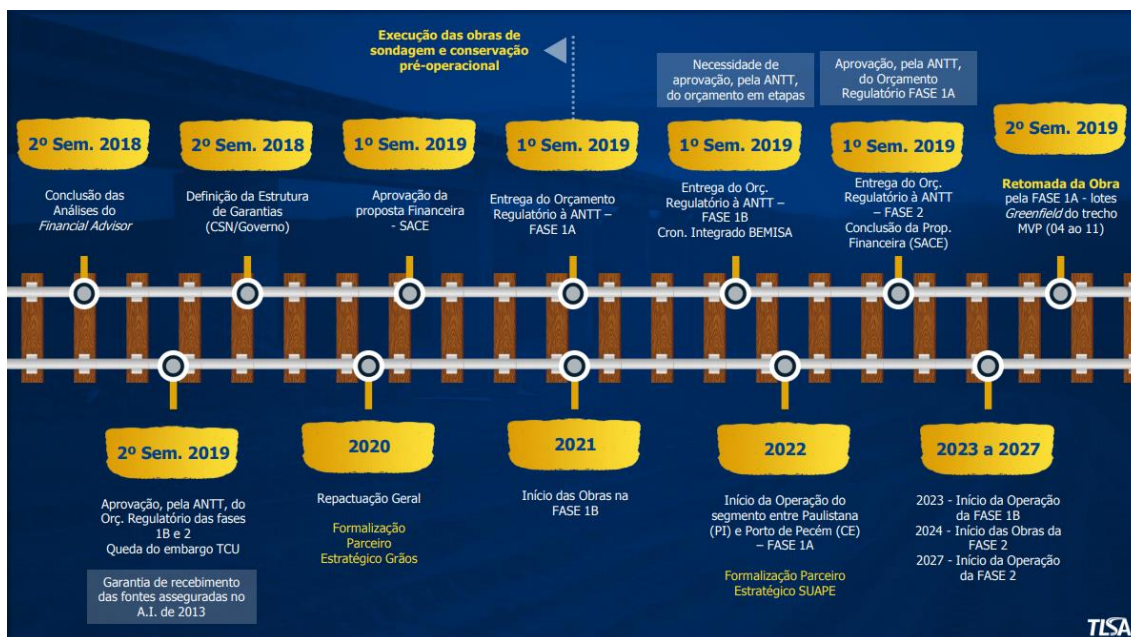 Execução das obras de
sondagem e conservação
pré-operacional
Necessidade de
aprovação, pela ANTT,
do orçamento em etapas
Aprovação, pela ANTT,
do Orçamento
Regulatório FASE 1A
2º Sem. 2018
Conclusão das
Análises do
Financial Advisor
2º Sem. 2018
Definição da Estrutura
de Garantias
(CSN/Governo)
1º Sem. 2019
Aprovação da
proposta Financeira
- SACE
1º Sem. 2019
Entrega do Orçamento
Regulatório à ANTT –
FASE 1A
1º Sem. 2019
Entrega do Orç.
Regulatório à ANTT –
FASE 1B
Cron. Integrado BEMISA
1º Sem. 2019
Entrega do Orç.
Regulatório à ANTT
– FASE 2
Conclusão da Prop.
Financeira (SACE)
2º Sem. 2019
Retomada da Obra
pela FASE 1A - lotes
Greenfield do trecho
MVP (04 ao 11)
2º Sem. 2019
Aprovação, pela ANTT, do
Orç. Regulatório das fases
1B e 2
Queda do embargo TCU
Garantia de recebimento
das fontes asseguradas no
A.I. de 2013
2020
Repactuação Geral
Formalização
Parceiro
Estratégico Grãos
2021
Início das Obras na
FASE 1B
2022
Início da Operação do
segmento entre Paulistana
(PI) e Porto de Pecém (CE)
– FASE 1A
Formalização Parceiro
Estratégico SUAPE
2023 a 2027
2023 - Início da Operação
da FASE 1B
2024 - Início das Obras da
FASE 2
2027 - Início da Operação
da FASE 2
TLSA